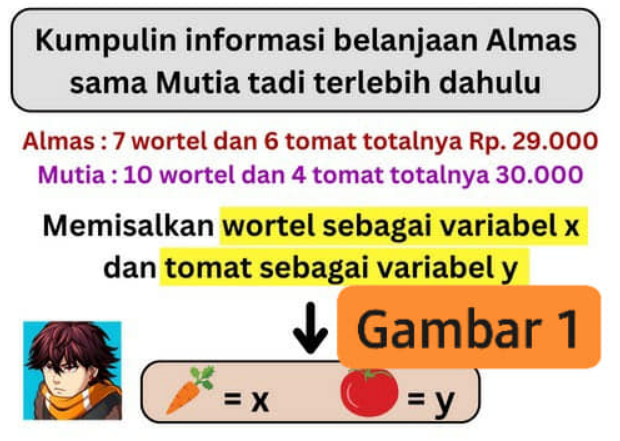 Kumpulin informasi belanjaan Almas
sama Mutia tadi terlebih dahulu
Almas : 7 wortel dan 6 tomat totalnya Rp. 29.000
Mutia : 10 wortel dan 4 tomat totalnya 30.000
Memisalkan wortel sebagai variabel x
dan tomat sebagai variabel y
Gambar 1
= x = y